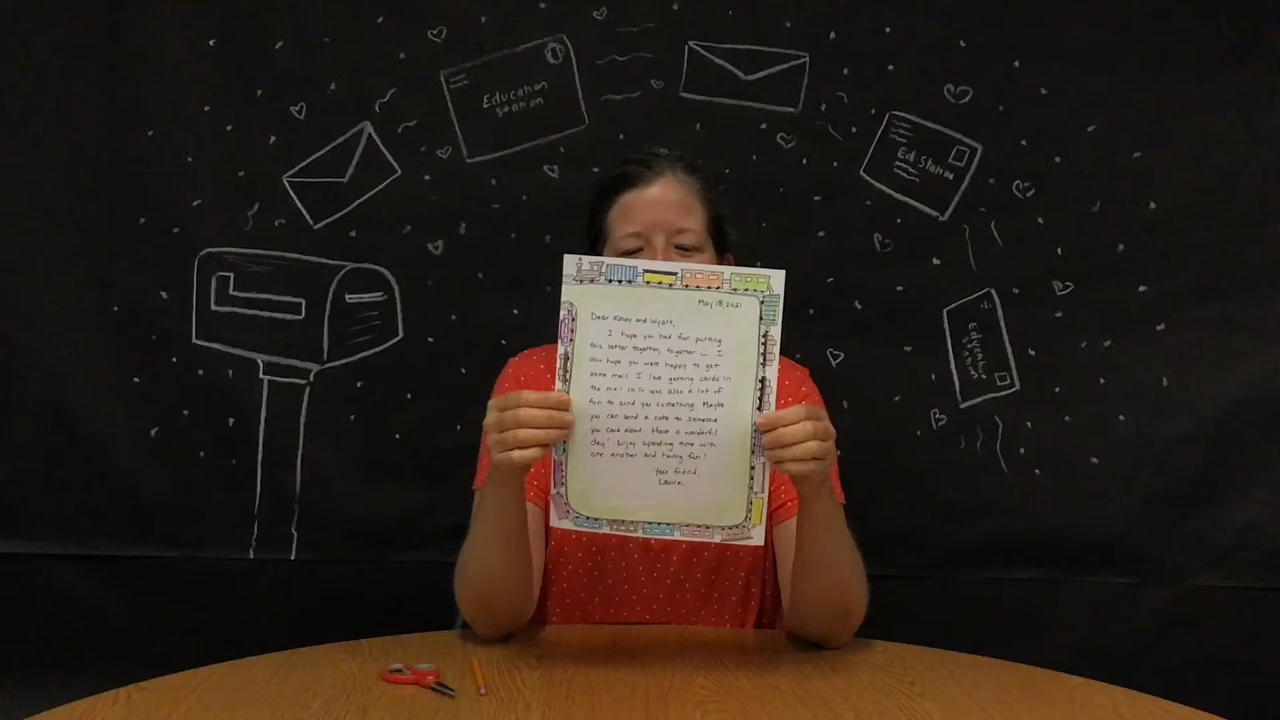 Education
Station
Ed Station
Education
Station
May 18, 2021
Dear Kasey and Wyatt,
I hope you had fun putting
this letter together, together :) I
also hope you were happy to get
some mail. I love getting cards in
the mail so it was also a lot of
fun to send you something. Maybe
you can send a note to someone
you care about. Have a wonderful
day! Enjoy spending time with
one another and having fun!
Your friend,
Laura